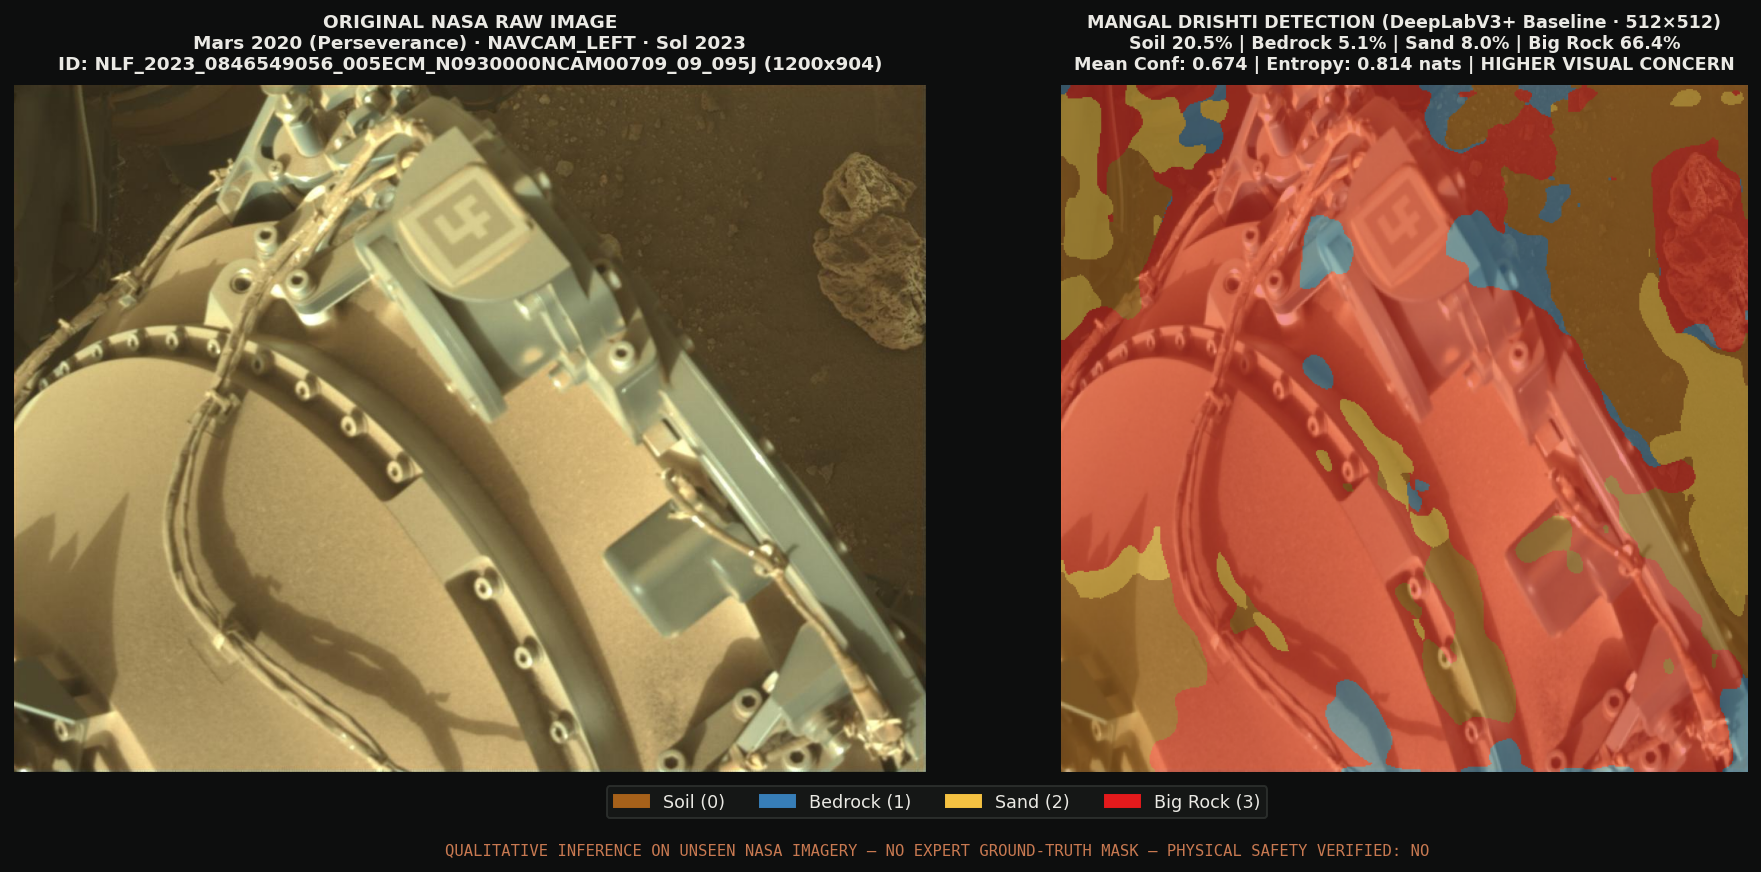 ORIGINAL NASA RAW IMAGE
Mars 2020 (Perseverance) · NAVCAM_LEFT · Sol 2023
ID: NLF_2023_0846549056_005ECM_N0930000NCAM00709_09_095J (1200x904)
MANGAL DRISHTI DETECTION (DeepLabV3+ Baseline · 512×512)
Soil 20.5% | Bedrock 5.1% | Sand 8.0% | Big Rock 66.4%
Mean Conf: 0.674 | Entropy: 0.814 nats | HIGHER VISUAL CONCERN
Soil (0)
Bedrock (1)
Sand (2)
Big Rock (3)
QUALITATIVE INFERENCE ON UNSEEN NASA IMAGERY — NO EXPERT GROUND-TRUTH MASK — PHYSICAL SAFETY VERIFIED: NO